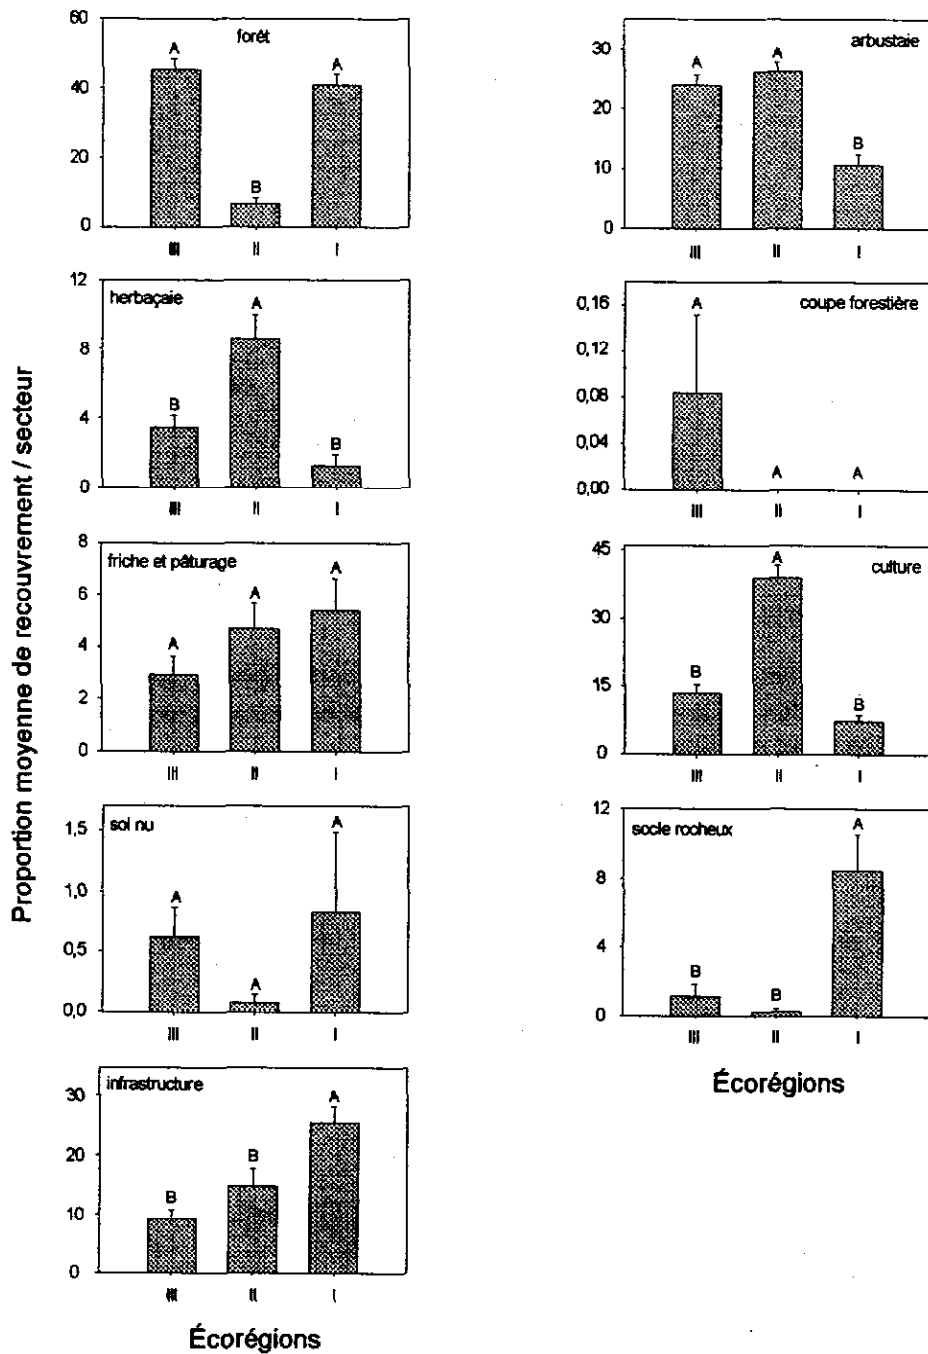 Proportion moyenne de recouvrement / secteur
60
40
20
0
forêt
A
B
A
III
II
I
12
8
4
0
herbaçaie
B
A
B
III
II
I
8
6
4
2
0
friche et pâturage
A
A
A
III
II
I
1,5
1,0
0,5
0,0
sol nu
A
A
A
III
II
I
30
20
10
0
infrastructure
B
B
A
III
II
I
Écorégions
30
20
10
0
arbustaie
A
A
B
III
II
I
0,16
0,12
0,08
0,04
0,00
coupe forestière
A
A
A
III
II
I
45
30
15
0
culture
B
A
B
III
II
I
12
8
4
0
socle rocheux
B
B
A
III
II
I
Écorégions